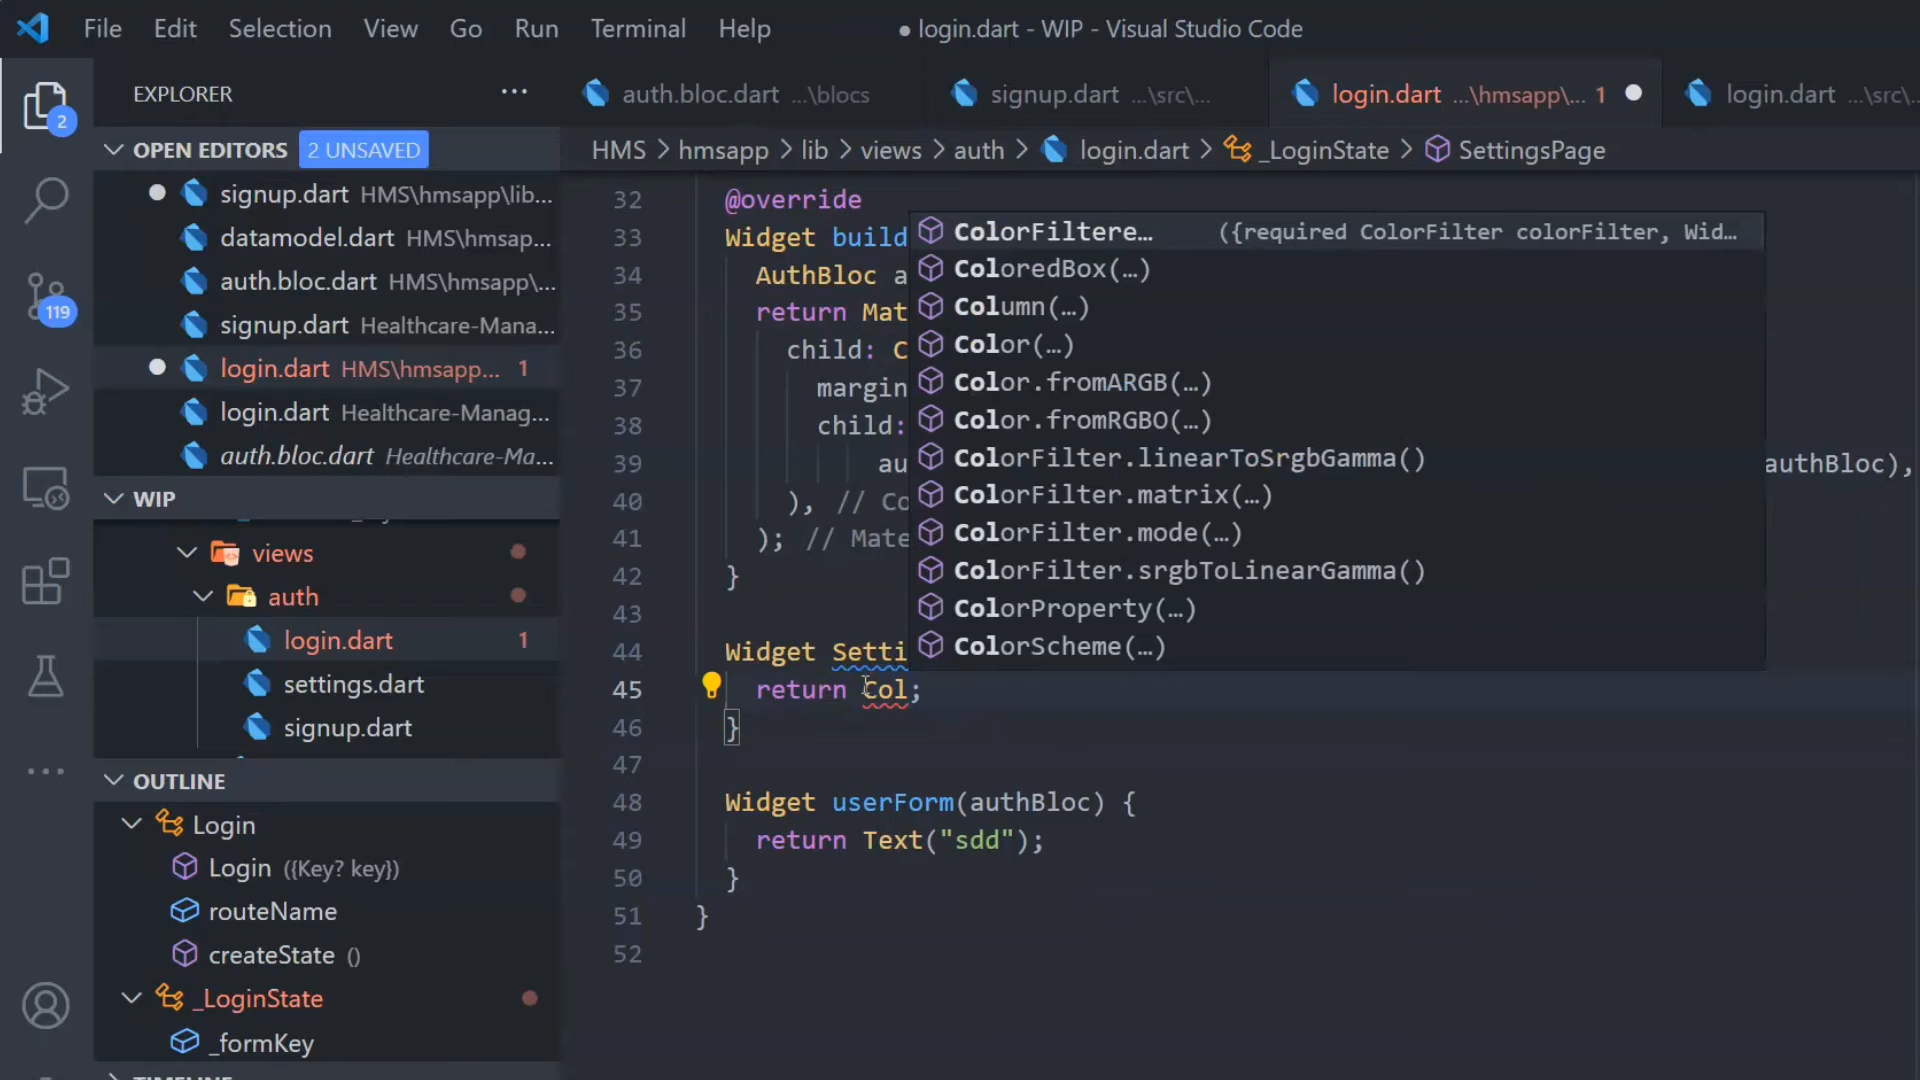 File Edit Selection View Go Run Terminal Help ● login.dart - WIP - Visual Studio Code
EXPLORER ···
auth.bloc.dart ...\blocs signup.dart ...\src\... login.dart ...\hmsapp\... 1 ● login.dart ...\src\...
OPEN EDITORS 2 UNSAVED
HMS > hmsapp > lib > views > auth > login.dart > _LoginState > SettingsPage
2
signup.dart HMS\hmsapp\lib...
datamodel.dart HMS\hmsap...
auth.bloc.dart HMS\hmsapp\...
signup.dart Healthcare-Mana...
login.dart HMS\hmsapp... 1
login.dart Healthcare-Manag...
auth.bloc.dart Healthcare-Ma...
119
WIP
views
auth
login.dart 1
settings.dart
signup.dart
OUTLINE
Login
Login ({Key? key})
routeName
createState ()
_LoginState
_formKey
32 @override
33 Widget build
34 AuthBloc a
35 return Mat
36 child: C
37 margin
38 child:
39 au authBloc),
40 ), // Co
41 ); // Mate
42 }
43
44 Widget Setti
45 return Col;
46 }
47
48 Widget userForm(authBloc) {
49 return Text("sdd");
50 }
51 }
52
ColorFiltere… ({required ColorFilter colorFilter, Wid…
ColoredBox(…)
Column(…)
Color(…)
Color.fromARGB(…)
Color.fromRGBO(…)
ColorFilter.linearToSrgbGamma()
ColorFilter.matrix(…)
ColorFilter.mode(…)
ColorFilter.srgbToLinearGamma()
ColorProperty(…)
ColorScheme(…)